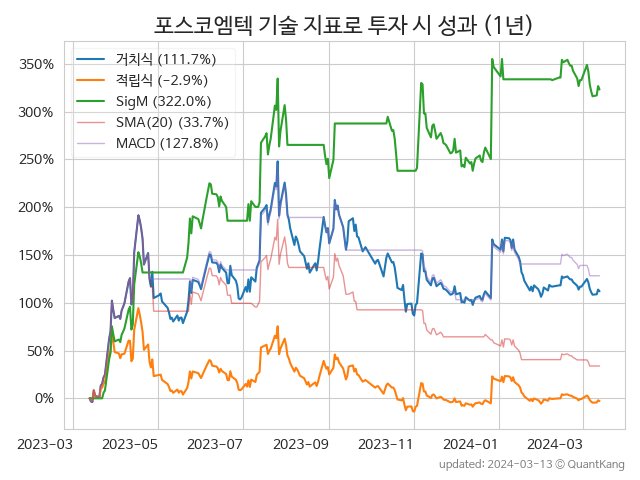 포스코엠텍 기술 지표로 투자 시 성과 (1년)
거치식 (111.7%)
적립식 (−2.9%)
SigM (322.0%)
SMA(20) (33.7%)
MACD (127.8%)
350%
300%
250%
200%
150%
100%
50%
0%
2023-03 2023-05 2023-07 2023-09 2023-11 2024-01 2024-03
updated: 2024-03-13 ⓒ QuantKang